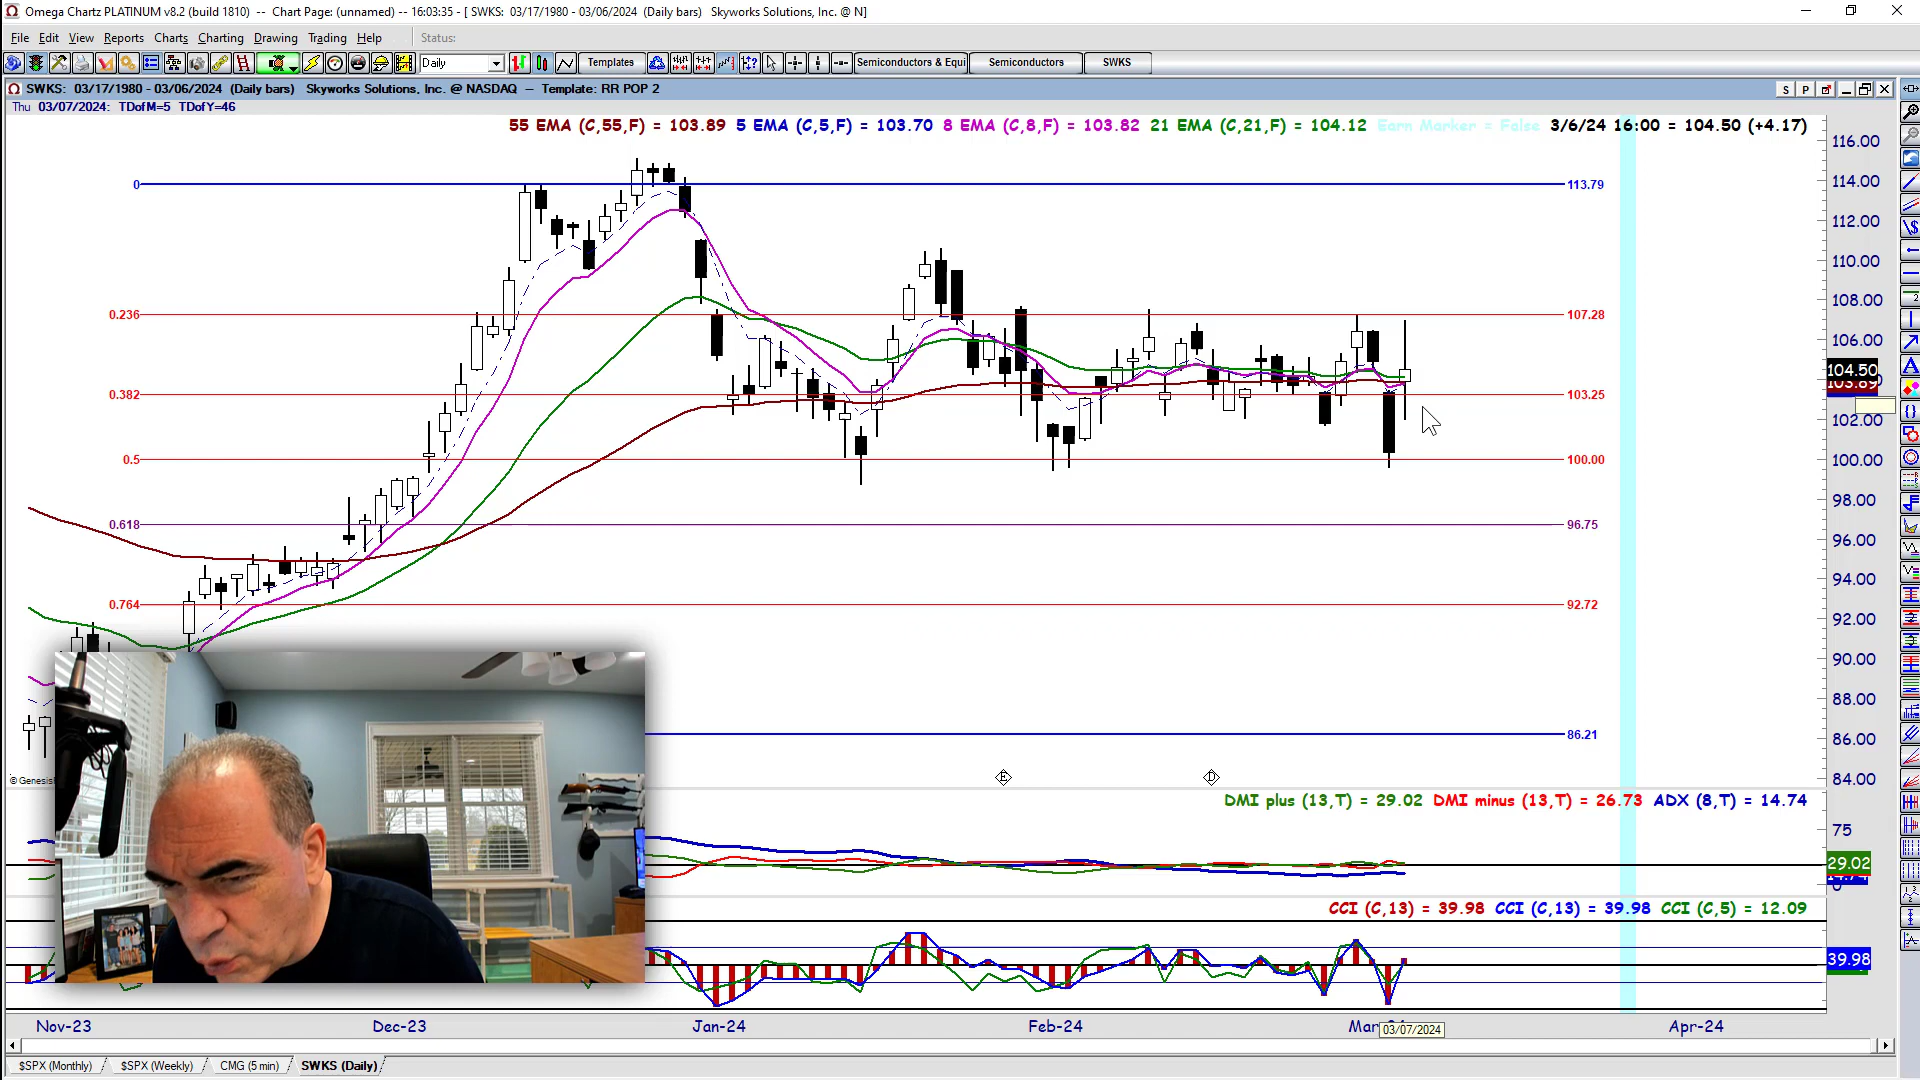 Omega Chartz PLATINUM v8.2 (build 1810) -- Chart Page: (unnamed) -- 16:03:35 - [ SWKS: 03/17/1980 - 03/06/2024 (Daily bars) Skyworks Solutions, Inc. @ N]
File Edit View Reports Charts Charting Drawing Trading Help Status:
Daily Templates Semiconductors & Equi Semiconductors SWKS
SWKS: 03/17/1980 - 03/06/2024 (Daily bars) Skyworks Solutions, Inc. @ NASDAQ -- Template: RR POP 2 S P
Thu 03/07/2024: TDofM=5 TDofY=46
55 EMA (C,55,F) = 103.89 5 EMA (C,5,F) = 103.70 8 EMA (C,8,F) = 103.82 21 EMA (C,21,F) = 104.12 Earn Marker = False 3/6/24 16:00 = 104.50 (+4.17)
116.00
0 113.79 114.00
112.00
110.00
108.00
0.236 107.28
106.00
104.50
103.89
0.382 103.25
102.00
0.5 100.00 100.00
98.00
0.618 96.75
96.00
94.00
0.764 92.72
92.00
90.00
88.00
86.21 86.00
E D
© Genesis 84.00
DMI plus (13,T) = 29.02 DMI minus (13,T) = 26.73 ADX (8,T) = 14.74
75
29.02
0
CCI (C,13) = 39.98 CCI (C,13) = 39.98 CCI (C,5) = 12.09
39.98
Nov-23 Dec-23 Jan-24 Feb-24 Mar 03/07/2024 Apr-24
$SPX (Monthly) $SPX (Weekly) CMG (5 min) SWKS (Daily)